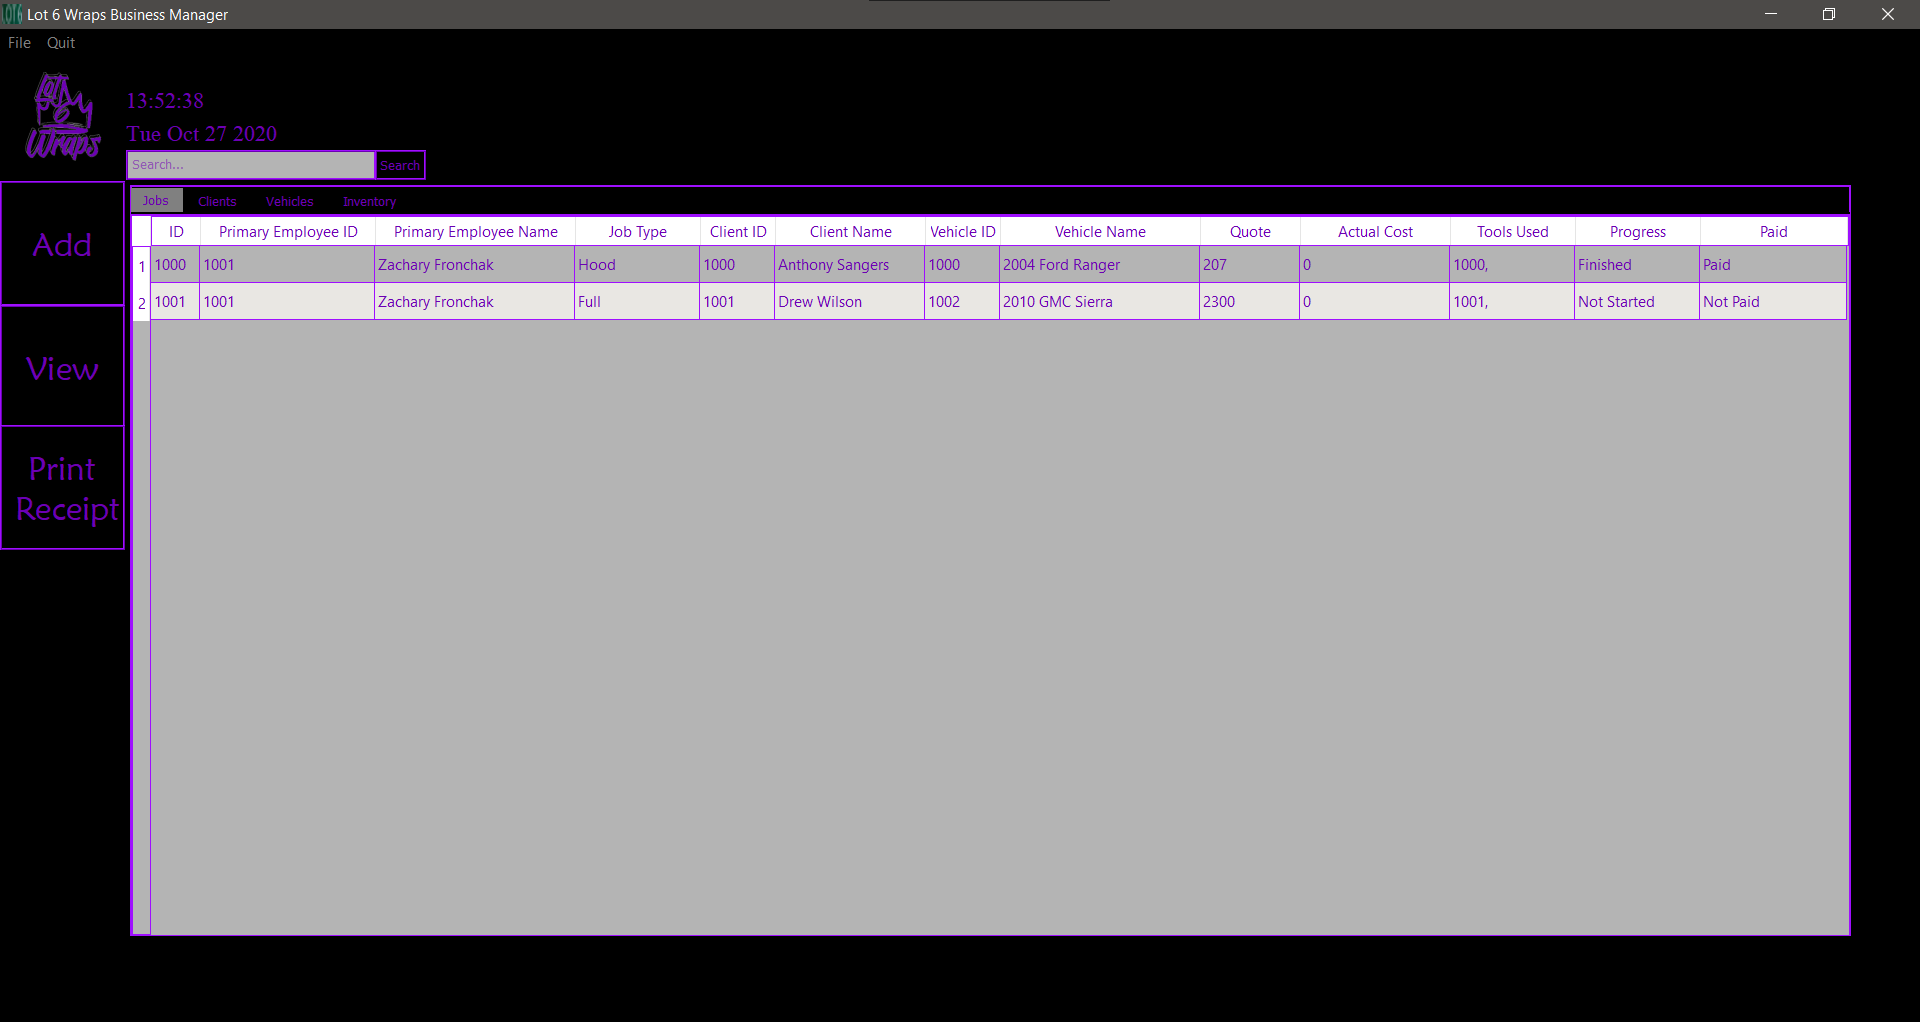 LOT6 Lot 6 Wraps Business Manager
File Quit
Lot
6
Wraps
13:52:38
Tue Oct 27 2020
Search... Search
Add
View
Print
Receipt
Jobs Clients Vehicles Inventory
ID Primary Employee ID Primary Employee Name Job Type Client ID Client Name Vehicle ID Vehicle Name Quote Actual Cost Tools Used Progress Paid
1 1000 1001 Zachary Fronchak Hood 1000 Anthony Sangers 1000 2004 Ford Ranger 207 0 1000, Finished Paid
2 1001 1001 Zachary Fronchak Full 1001 Drew Wilson 1002 2010 GMC Sierra 2300 0 1001, Not Started Not Paid